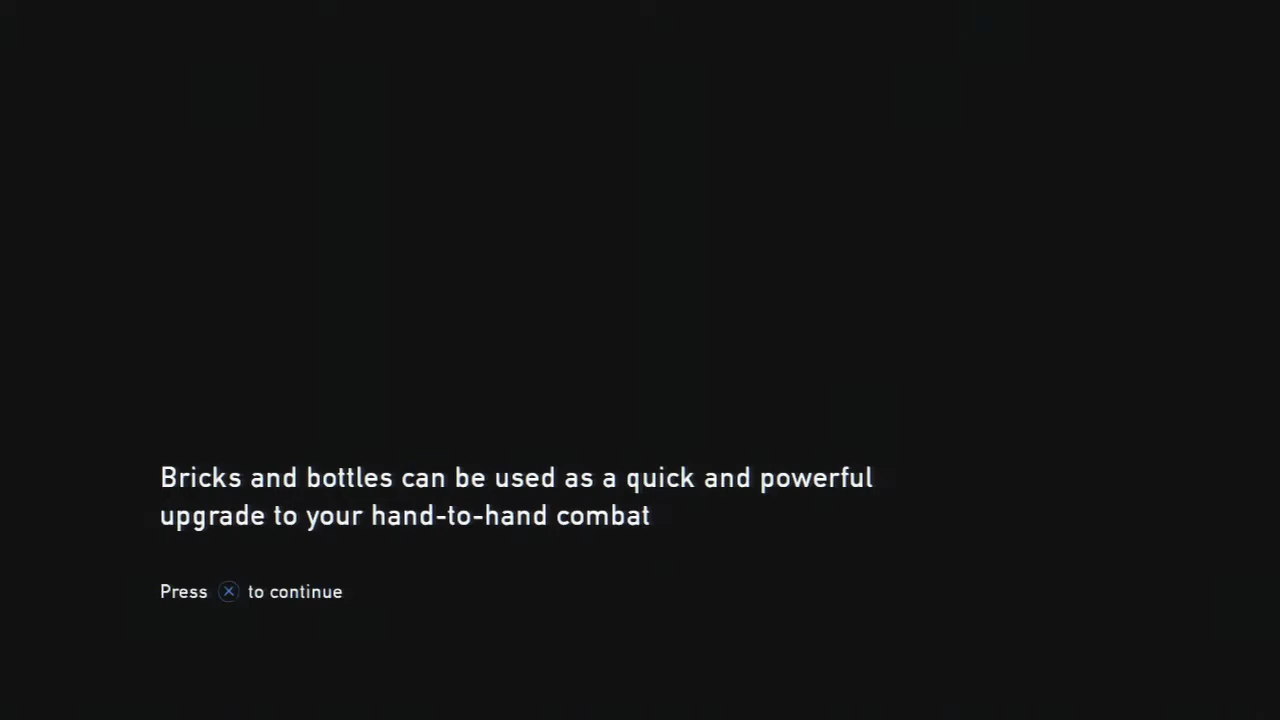 Bricks and bottles can be used as a quick and powerful
upgrade to your hand-to-hand combat
Press ⓧ to continue